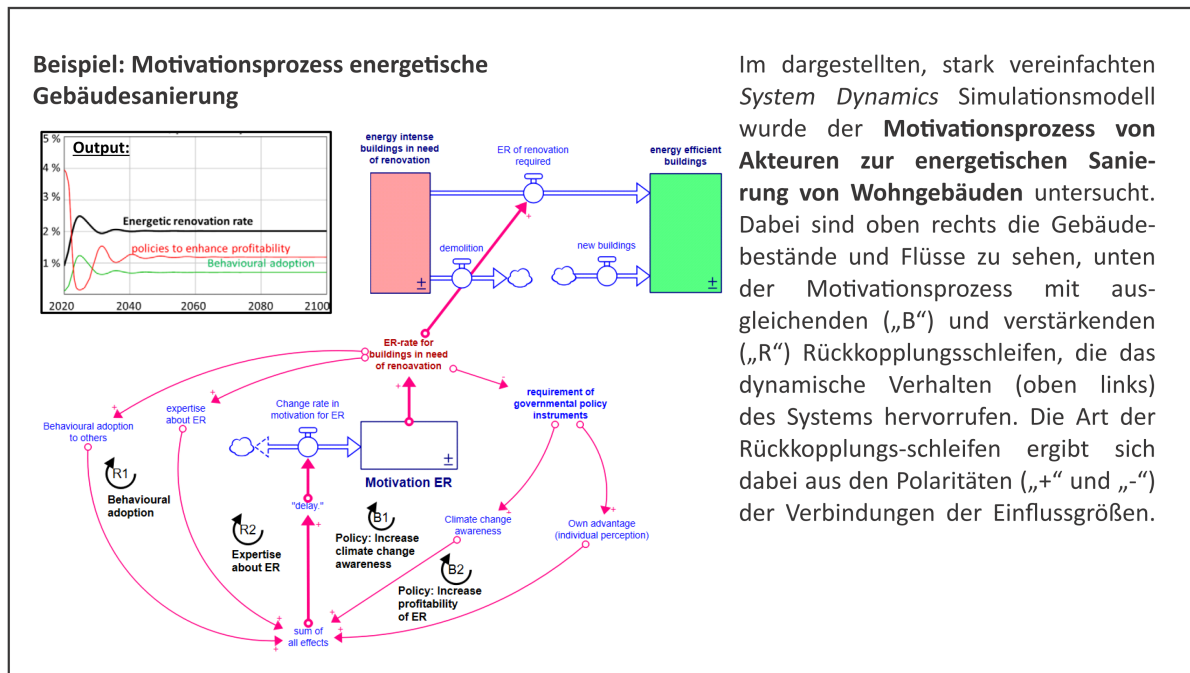 Beispiel: Motivationsprozess energetische
Gebäudesanierung
Output:
5 %
4 %
3 %
2 %
1 %
Energetic renovation rate
policies to enhance profitability
Behavioural adoption
2020
2040
2060
2080
2100
energy intense
buildings in need
of renovation
ER of renovation
required
energy efficient
buildings
+
demolition
new buildings
±
±
ER-rate for
buildings in need
of renoavation
+
+
+
-
Behavioural adoption
to others
expertise
about ER
Change rate in
motivation for ER
requirement of
governmental policy
instruments
±
Motivation ER
R1
Behavioural
adoption
+
"delay."
+
R2
Expertise
about ER
B1
Policy: Increase
climate change
awareness
+
Climate change
awareness
+
Own advantage
(individual perception)
B2
Policy: Increase
profitability
of ER
+
+
+
+
sum of
all effects
Im dargestellten, stark vereinfachten
System Dynamics Simulationsmodell
wurde der Motivationsprozess von
Akteuren zur energetischen Sanie-
rung von Wohngebäuden untersucht.
Dabei sind oben rechts die Gebäude-
bestände und Flüsse zu sehen, unten
der Motivationsprozess mit aus-
gleichenden („B“) und verstärkenden
(„R“) Rückkopplungsschleifen, die das
dynamische Verhalten (oben links)
des Systems hervorrufen. Die Art der
Rückkopplungs-schleifen ergibt sich
dabei aus den Polaritäten („+“ und „-“)
der Verbindungen der Einflussgrößen.